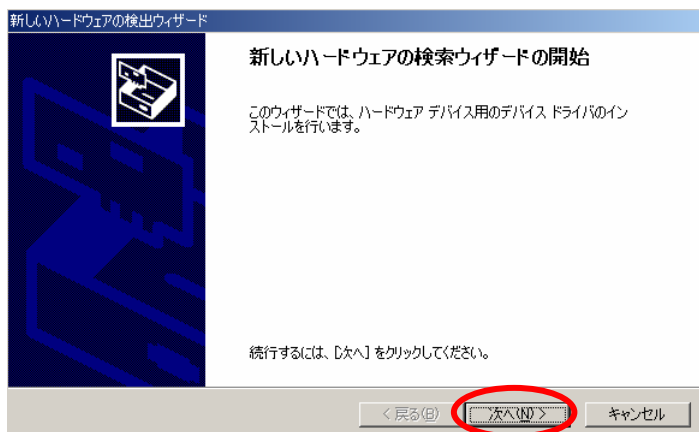 新しいハードウェアの検出ウィザード
新しいハードウェアの検索ウィザードの開始
このウィザードでは、ハードウェア デバイス用のデバイス ドライバのイン
ストールを行います。
続行するには、[次へ] をクリックしてください。
< 戻る(B)
次へ(N) >
キャンセル